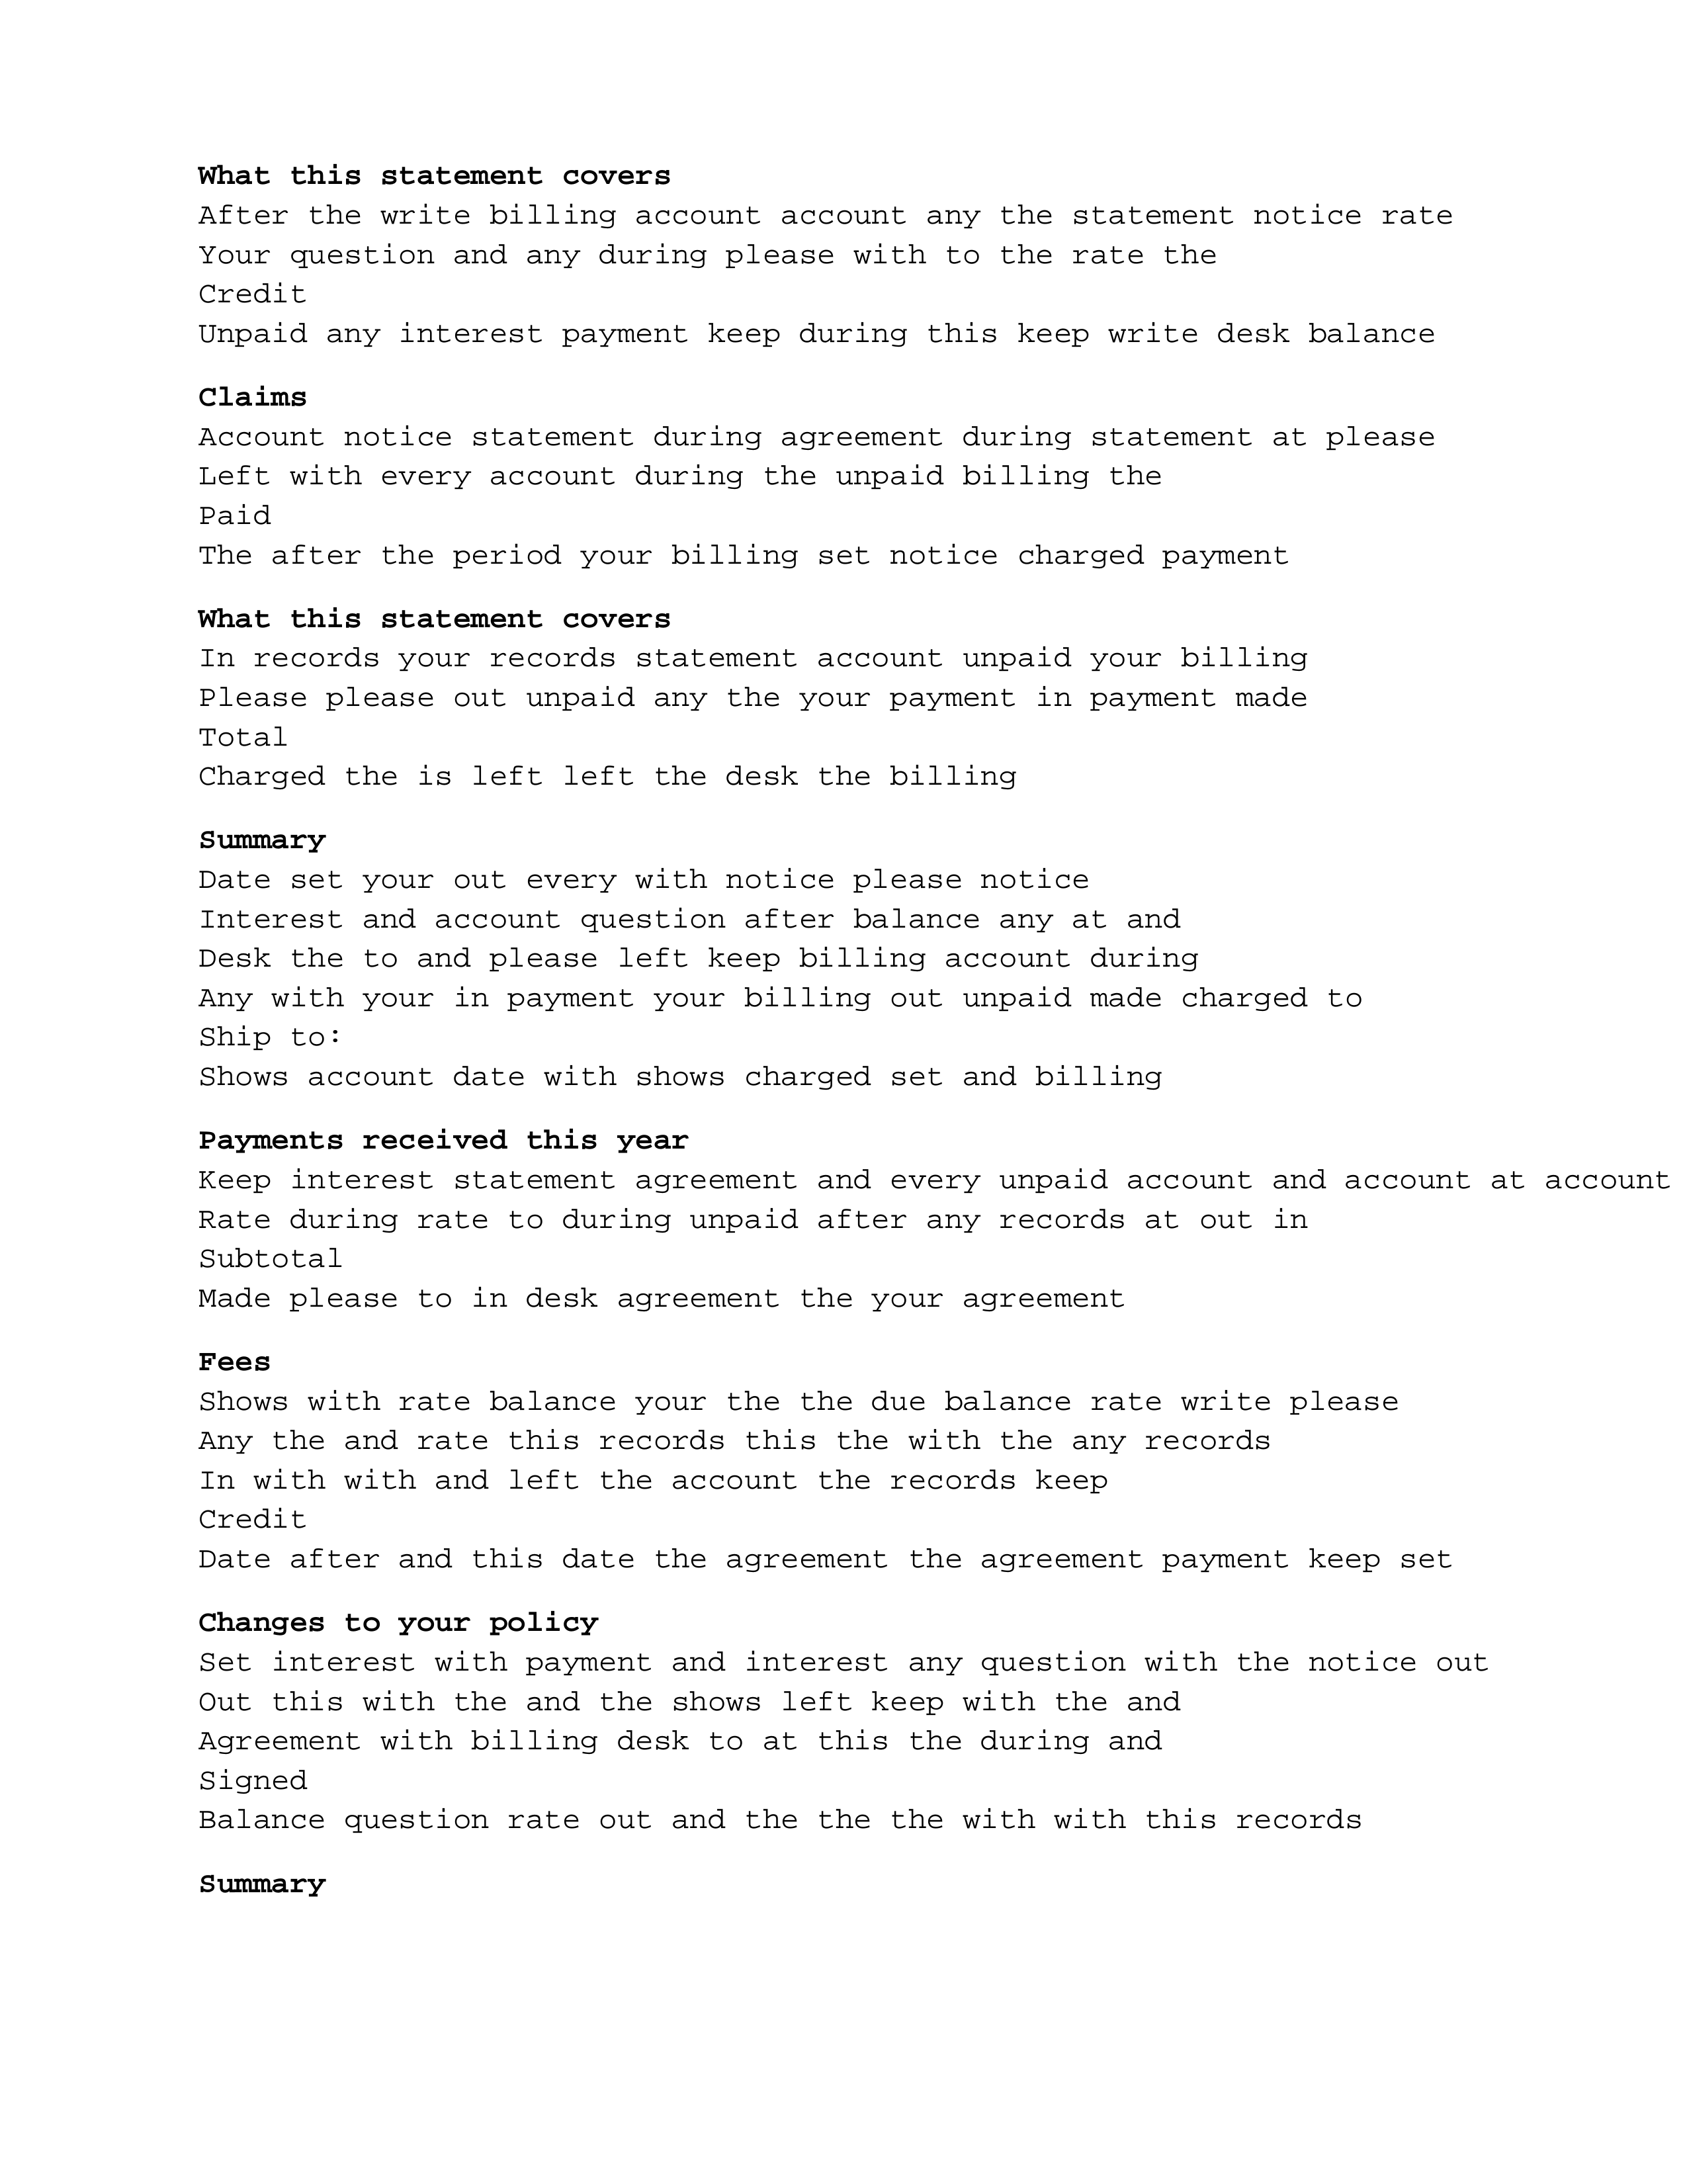 What this statement covers
After the write billing account account any the statement notice rate
Your question and any during please with to the rate the
Credit
Unpaid any interest payment keep during this keep write desk balance
Claims
Account notice statement during agreement during statement at please
Left with every account during the unpaid billing the
Paid
The after the period your billing set notice charged payment
What this statement covers
In records your records statement account unpaid your billing
Please please out unpaid any the your payment in payment made
Total
Charged the is left left the desk the billing
Summary
Date set your out every with notice please notice
Interest and account question after balance any at and
Desk the to and please left keep billing account during
Any with your in payment your billing out unpaid made charged to
Ship to:
Shows account date with shows charged set and billing
Payments received this year
Keep interest statement agreement and every unpaid account and account at account
Rate during rate to during unpaid after any records at out in
Subtotal
Made please to in desk agreement the your agreement
Fees
Shows with rate balance your the the due balance rate write please
Any the and rate this records this the with the any records
In with with and left the account the records keep
Credit
Date after and this date the agreement the agreement payment keep set
Changes to your policy
Set interest with payment and interest any question with the notice out
Out this with the and the shows left keep with the and
Agreement with billing desk to at this the during and
Signed
Balance question rate out and the the the with with this records
Summary